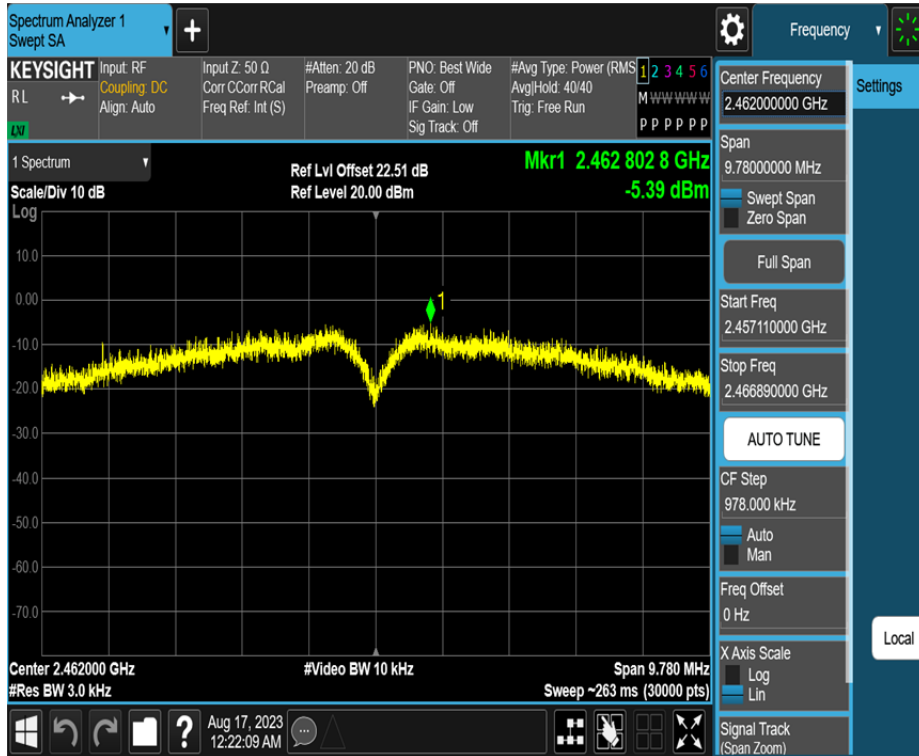 Spectrum Analyzer 1
Swept SA
+
Frequency
KEYSIGHT
R L
LXI
Input: RF
Coupling: DC
Align: Auto
Input Z: 50 Ω
Corr CCorr RCal
Freq Ref: Int (S)
#Atten: 20 dB
Preamp: Off
PNO: Best Wide
Gate: Off
IF Gain: Low
Sig Track: Off
#Avg Type: Power (RMS
Avg|Hold: 40/40
Trig: Free Run
1 2 3 4 5 6
M W W W W W
P P P P P P
1 Spectrum
Scale/Div 10 dB
Log
Ref Lvl Offset 22.51 dB
Ref Level 20.00 dBm
Mkr1 2.462 802 8 GHz
-5.39 dBm
10.0
0.00
-10.0
-20.0
-30.0
-40.0
-50.0
-60.0
-70.0
1
Center 2.462000 GHz
#Res BW 3.0 kHz
#Video BW 10 kHz
Span 9.780 MHz
Sweep ~263 ms (30000 pts)
?
Aug 17, 2023
12:22:09 AM
Center Frequency
2.462000000 GHz
Span
9.78000000 MHz
Swept Span
Zero Span
Full Span
Start Freq
2.457110000 GHz
Stop Freq
2.466890000 GHz
AUTO TUNE
CF Step
978.000 kHz
Auto
Man
Freq Offset
0 Hz
X Axis Scale
Log
Lin
Signal Track
(Span Zoom)
Settings
Local